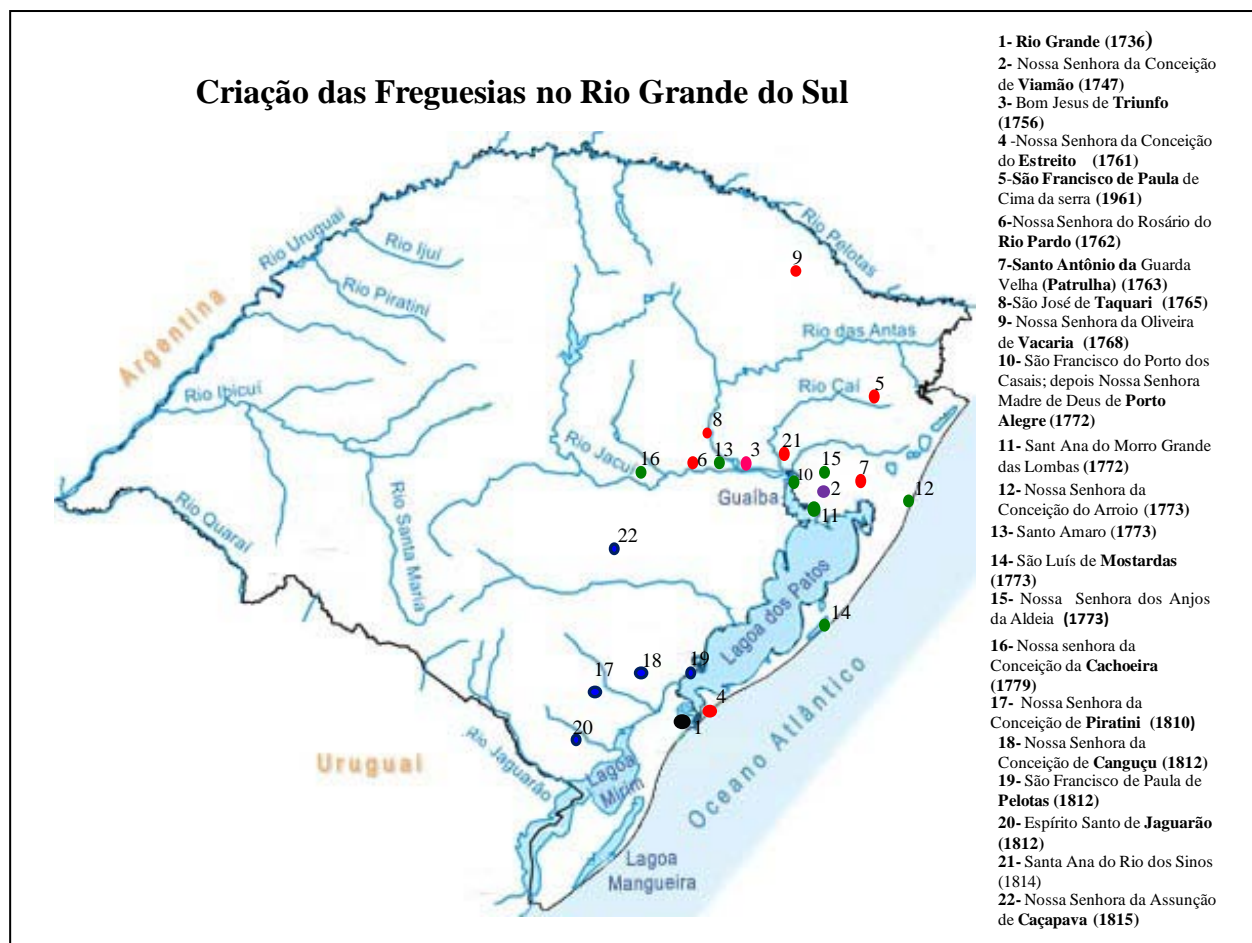 Criação das Freguesias no Rio Grande do Sul
Rio Uruguai
Rio Ijuí
Rio Piratini
Rio Pelotas
Argentina
9
Rio das Antas
Rio Ibicuí
Rio Caí
5
8
21
Rio Jacuí
16
6
13
3
15
7
10
2
12
Guaíba
11
Rio Quaraí
Rio Santa Maria
22
Lagoa dos Patos
14
17
18
19
4
1
20
Oceano Atlântico
Uruguai
Rio Jaguarão
Lagoa
Mirim
Lagoa
Mangueira
1- Rio Grande (1736)
2- Nossa Senhora da Conceição
de Viamão (1747)
3- Bom Jesus de Triunfo
(1756)
4 -Nossa Senhora da Conceição
do Estreito (1761)
5-São Francisco de Paula de
Cima da serra (1961)
6-Nossa Senhora do Rosário do
Rio Pardo (1762)
7-Santo Antônio da Guarda
Velha (Patrulha) (1763)
8-São José de Taquari (1765)
9- Nossa Senhora da Oliveira
de Vacaria (1768)
10- São Francisco do Porto dos
Casais; depois Nossa Senhora
Madre de Deus de Porto
Alegre (1772)
11- Sant Ana do Morro Grande
das Lombas (1772)
12- Nossa Senhora da
Conceição do Arroio (1773)
13- Santo Amaro (1773)
14- São Luís de Mostardas
(1773)
15- Nossa Senhora dos Anjos
da Aldeia (1773)
16- Nossa senhora da
Conceição da Cachoeira
(1779)
17- Nossa Senhora da
Conceição de Piratini (1810)
18- Nossa Senhora da
Conceição de Canguçu (1812)
19- São Francisco de Paula de
Pelotas (1812)
20- Espírito Santo de Jaguarão
(1812)
21- Santa Ana do Rio dos Sinos
(1814)
22- Nossa Senhora da Assunção
de Caçapava (1815)